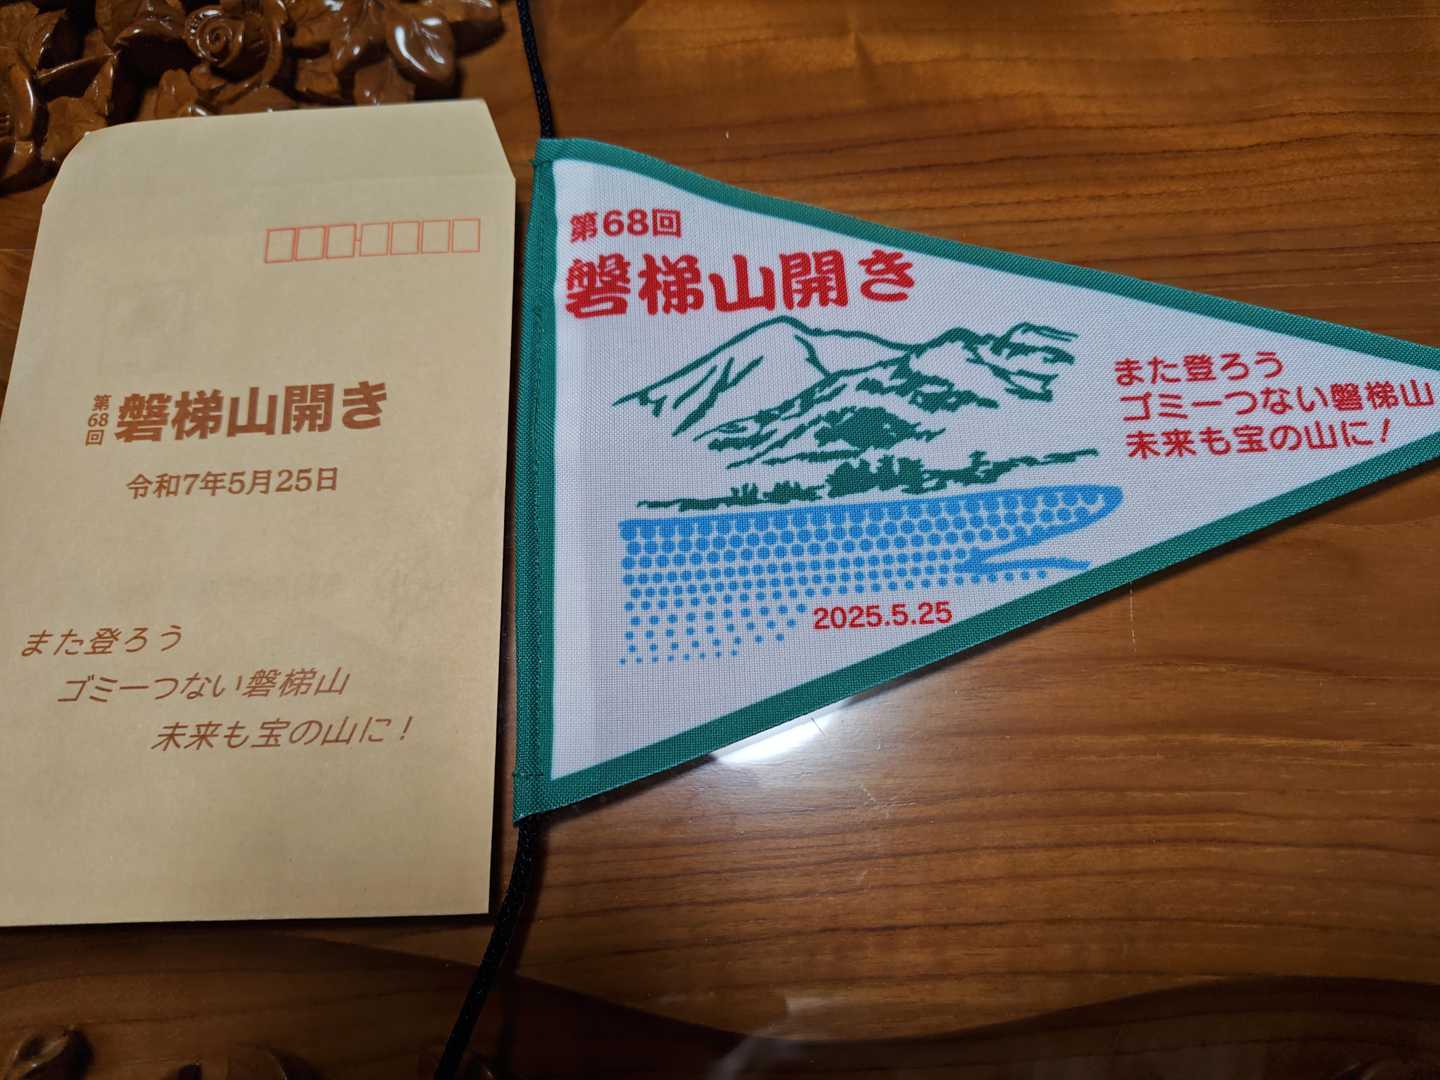 第68回
磐梯山開き
令和7年5月25日
また登ろう
ゴミ一つない磐梯山
未来も宝の山に!
第68回
磐梯山開き
また登ろう
ゴミ一つない磐梯山
未来も宝の山に!
2025.5.25